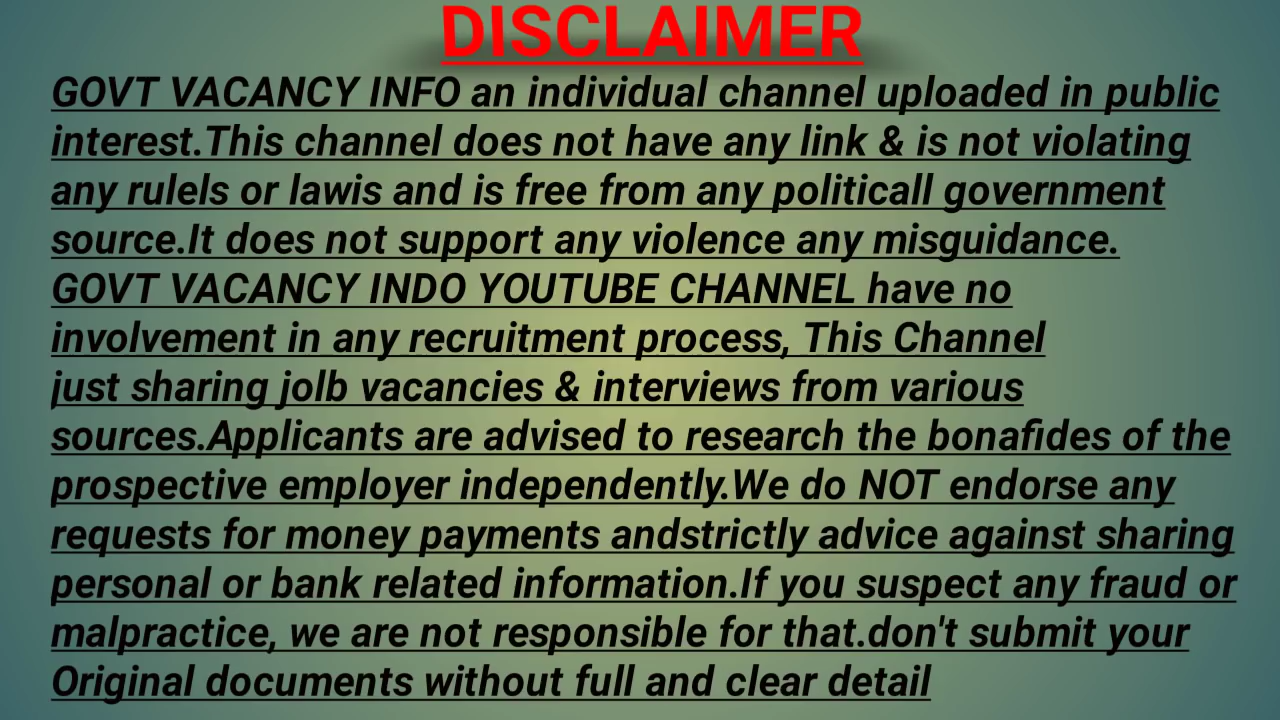 DISCLAIMER
GOVT VACANCY INFO an individual channel uploaded in public
interest.This channel does not have any link & is not violating
any rulels or lawis and is free from any politicall government
source.It does not support any violence any misguidance.
GOVT VACANCY INDO YOUTUBE CHANNEL have no
involvement in any recruitment process, This Channel
just sharing jolb vacancies & interviews from various
sources.Applicants are advised to research the bonafides of the
prospective employer independently.We do NOT endorse any
requests for money payments andstrictly advice against sharing
personal or bank related information.If you suspect any fraud or
malpractice, we are not responsible for that.don't submit your
Original documents without full and clear detail